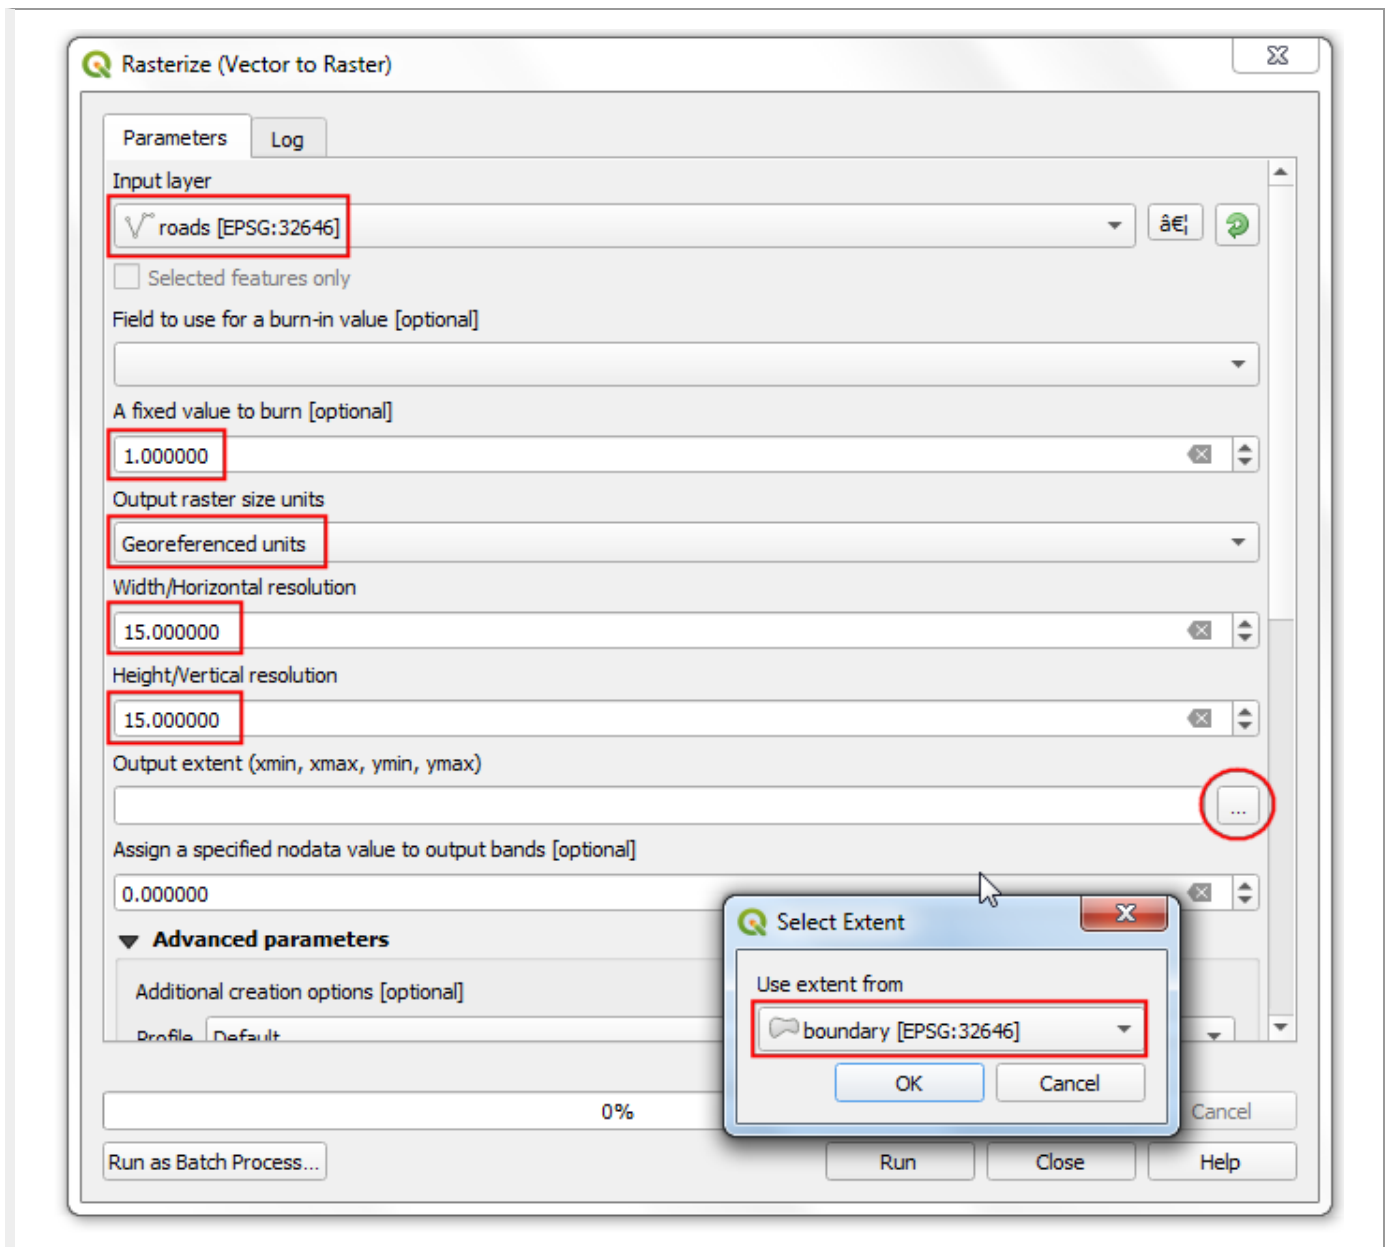 Rasterize (Vector to Raster)
Parameters
Log
Input layer
roads [EPSG:32646]
â€¦
Selected features only
Field to use for a burn-in value [optional]
A fixed value to burn [optional]
1.000000
Output raster size units
Georeferenced units
Width/Horizontal resolution
15.000000
Height/Vertical resolution
15.000000
Output extent (xmin, xmax, ymin, ymax)
...
Assign a specified nodata value to output bands [optional]
0.000000
Advanced parameters
Additional creation options [optional]
Profile Default
Select Extent
Use extent from
boundary [EPSG:32646]
OK
Cancel
0%
Cancel
Run as Batch Process...
Run
Close
Help